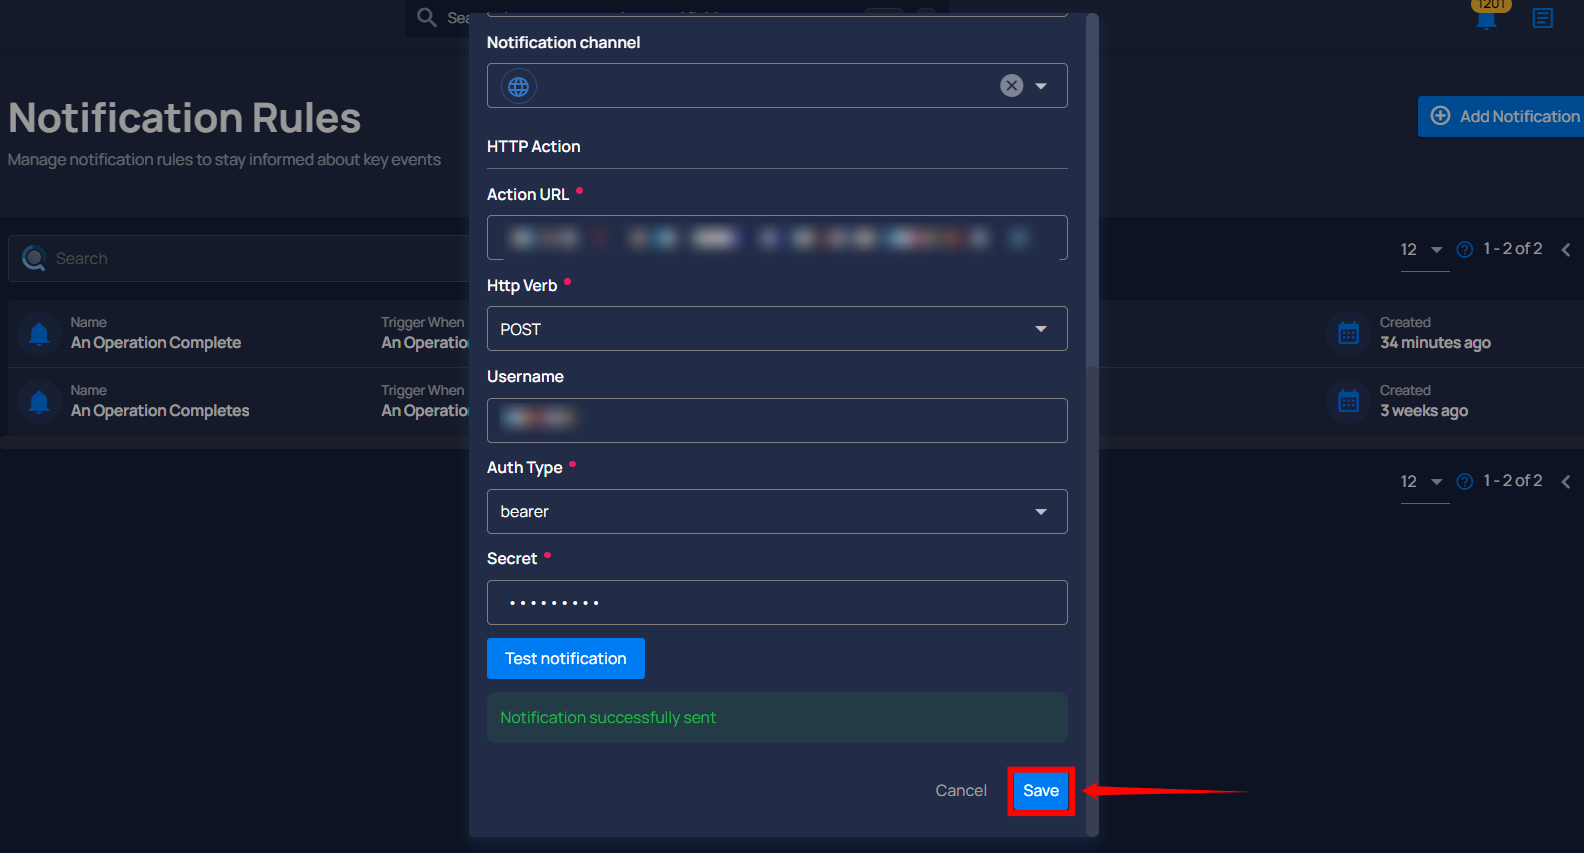 1201
Notification Rules
Manage notification rules to stay informed about key events
Add Notification
Search
12
1 - 2 of 2
Name
An Operation Complete
Trigger When
An Operatio
Created
34 minutes ago
Name
An Operation Completes
Trigger When
An Operatio
Created
3 weeks ago
12
1 - 2 of 2
Notification channel
HTTP Action
Action URL
Http Verb
POST
Username
Auth Type
bearer
Secret
Test notification
Notification successfully sent
Cancel
Save